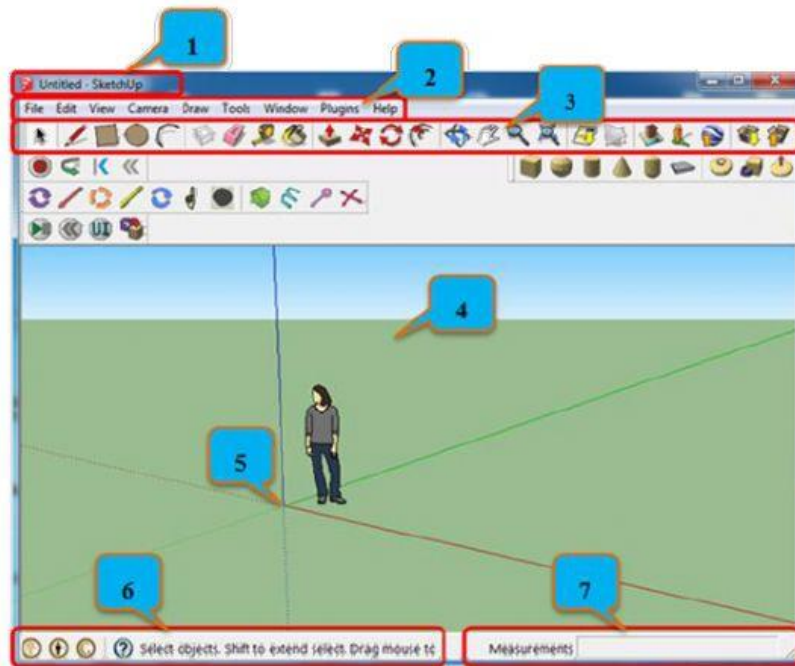 1
Untitled - SketchUp
2
File Edit View Camera Draw Tools Window Plugins Help
3
UI
4
5
6
7
Select objects. Shift to extend select. Drag mouse to
Measurements